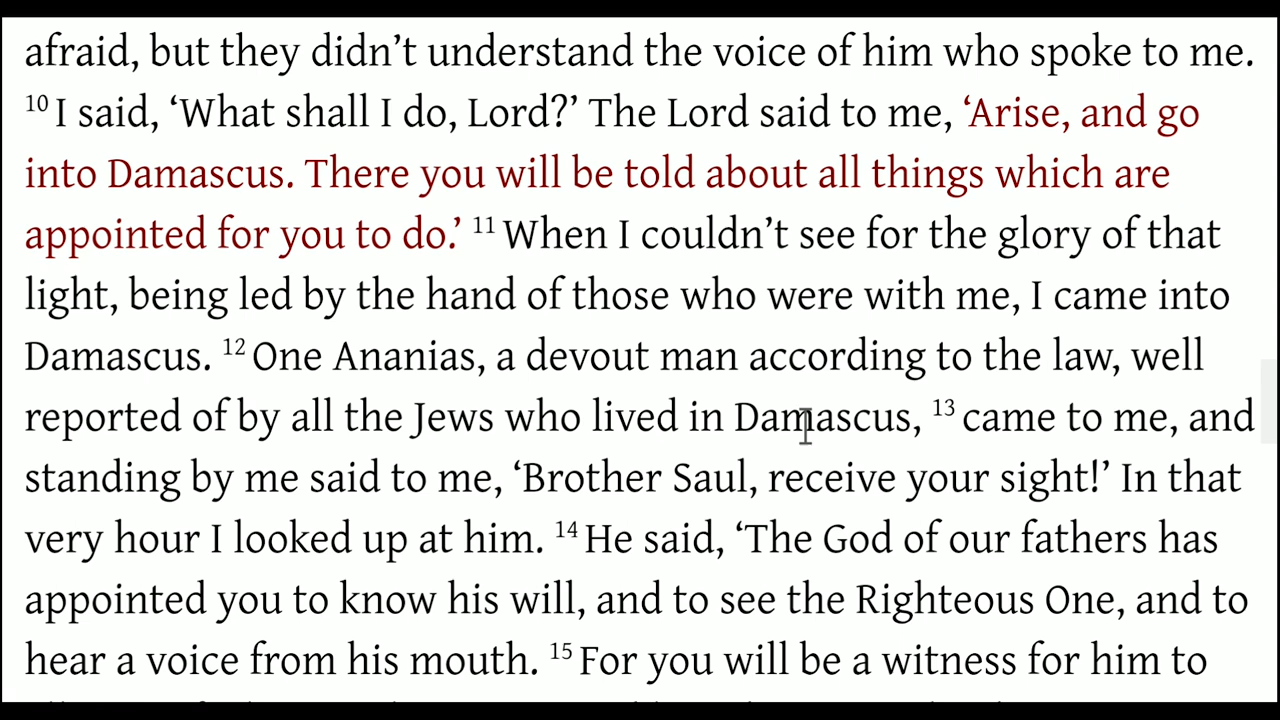 afraid, but they didn’t understand the voice of him who spoke to me.
10 I said, ‘What shall I do, Lord?’ The Lord said to me, ‘Arise, and go
into Damascus. There you will be told about all things which are
appointed for you to do.’ 11 When I couldn’t see for the glory of that
light, being led by the hand of those who were with me, I came into
Damascus. 12 One Ananias, a devout man according to the law, well
reported of by all the Jews who lived in Damascus, 13 came to me, and
standing by me said to me, ‘Brother Saul, receive your sight!’ In that
very hour I looked up at him. 14 He said, ‘The God of our fathers has
appointed you to know his will, and to see the Righteous One, and to
hear a voice from his mouth. 15 For you will be a witness for him to